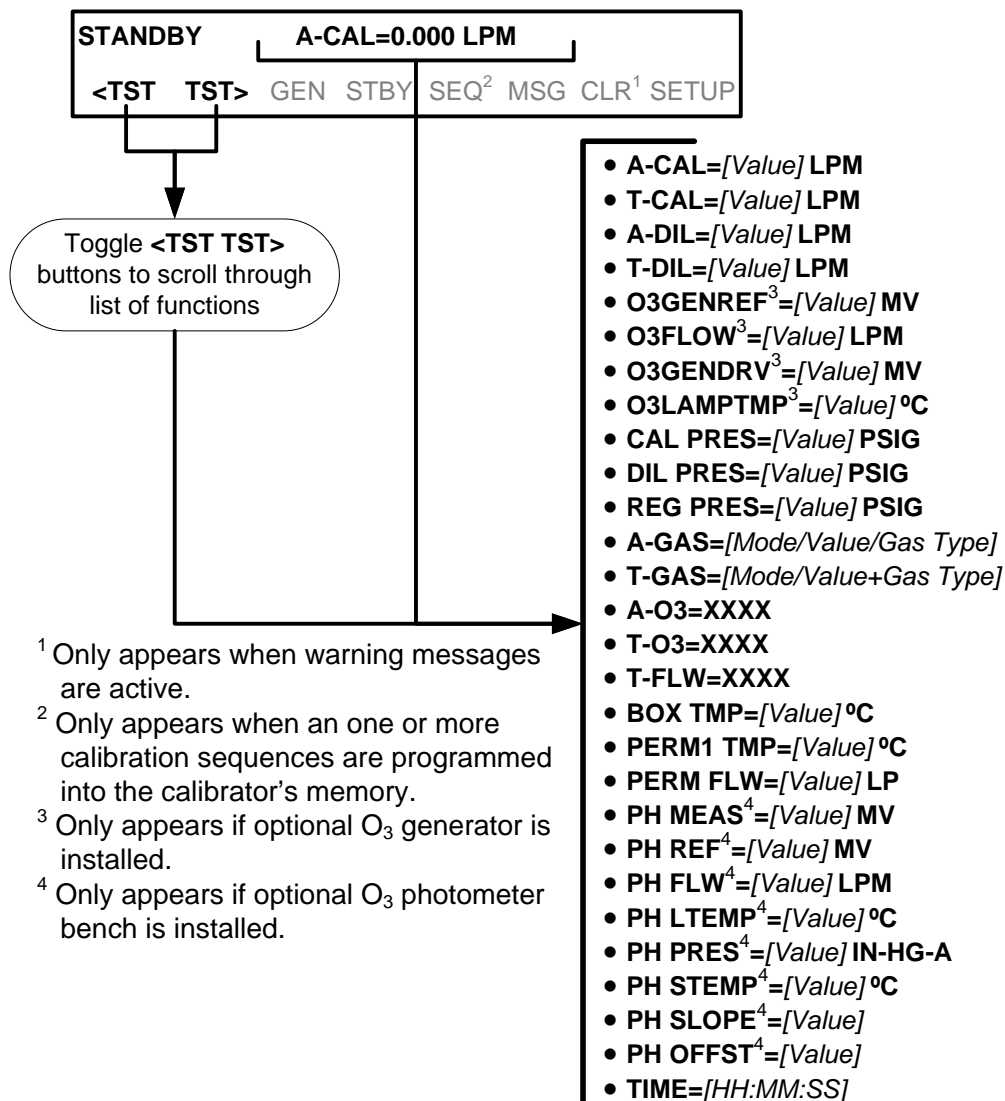 STANDBY A-CAL=0.000 LPM
<TST TST> GEN STBY SEQ² MSG CLR¹ SETUP
Toggle <TST TST>
buttons to scroll through
list of functions
• A-CAL=[Value] LPM
• T-CAL=[Value] LPM
• A-DIL=[Value] LPM
• T-DIL=[Value] LPM
• O3GENREF³=[Value] MV
• O3FLOW³=[Value] LPM
• O3GENDRV³=[Value] MV
• O3LAMPTMP³=[Value] ºC
• CAL PRES=[Value] PSIG
• DIL PRES=[Value] PSIG
• REG PRES=[Value] PSIG
• A-GAS=[Mode/Value/Gas Type]
• T-GAS=[Mode/Value+Gas Type]
• A-O3=XXXX
• T-O3=XXXX
• T-FLW=XXXX
• BOX TMP=[Value] ºC
• PERM1 TMP=[Value] ºC
• PERM FLW=[Value] LP
• PH MEAS⁴=[Value] MV
• PH REF⁴=[Value] MV
• PH FLW⁴=[Value] LPM
• PH LTEMP⁴=[Value] ºC
• PH PRES⁴=[Value] IN-HG-A
• PH STEMP⁴=[Value] ºC
• PH SLOPE⁴=[Value]
• PH OFFST⁴=[Value]
• TIME=[HH:MM:SS]
¹ Only appears when warning messages
are active.
² Only appears when an one or more
calibration sequences are programmed
into the calibrator’s memory.
³ Only appears if optional O₃ generator is
installed.
⁴ Only appears if optional O₃ photometer
bench is installed.